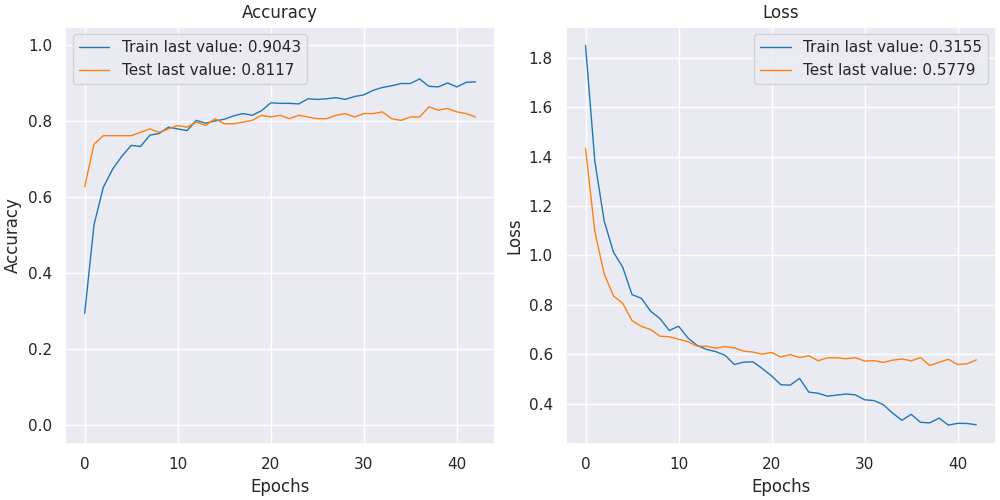 Accuracy
Train last value: 0.9043
Test last value: 0.8117
1.0
0.8
0.6
0.4
0.2
0.0
Accuracy
0 10 20 30 40
Epochs
Loss
Train last value: 0.3155
Test last value: 0.5779
1.8
1.6
1.4
1.2
1.0
0.8
0.6
0.4
Loss
0 10 20 30 40
Epochs